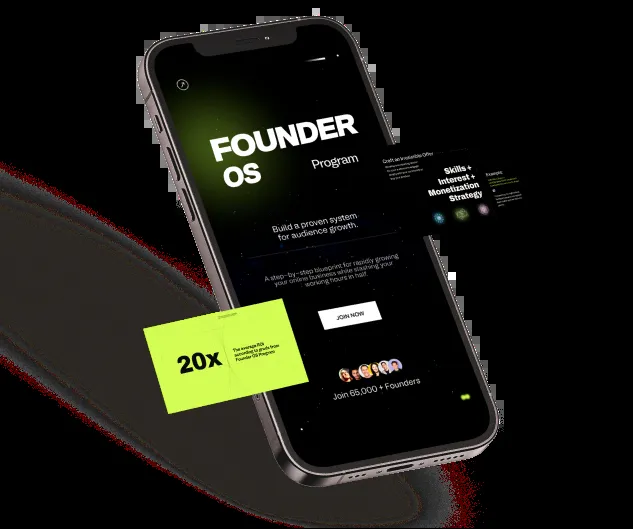 FOUNDER
OS
Program
Build a proven system
for audience growth.
A step-by-step blueprint for rapidly growing
your online business while slashing your
working hours in half.
JOIN NOW
Join 65,000 + Founders
20x
The average ROI
according to grads from
Founder OS Program
Craft an Irresistible Offer
Skills +
Interest +
Monetization
Strategy
Example: